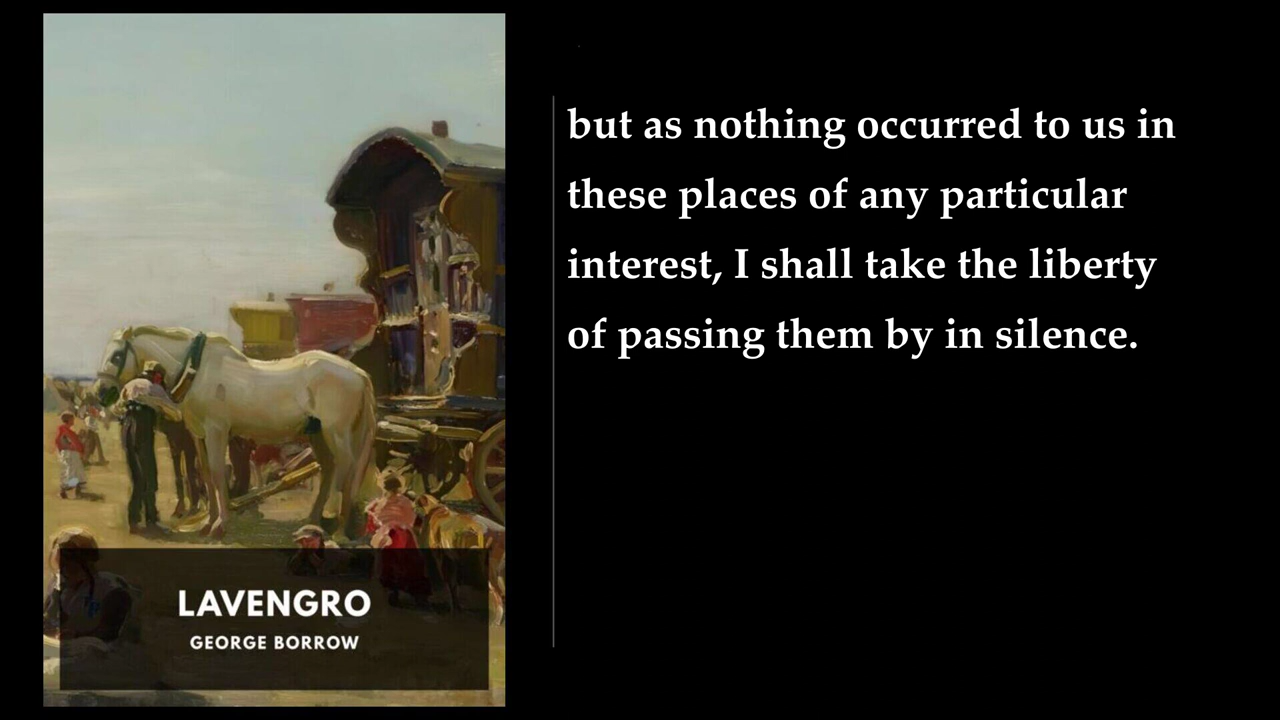 but as nothing occurred to us in
these places of any particular
interest, I shall take the liberty
of passing them by in silence.
LAVENGRO
GEORGE BORROW